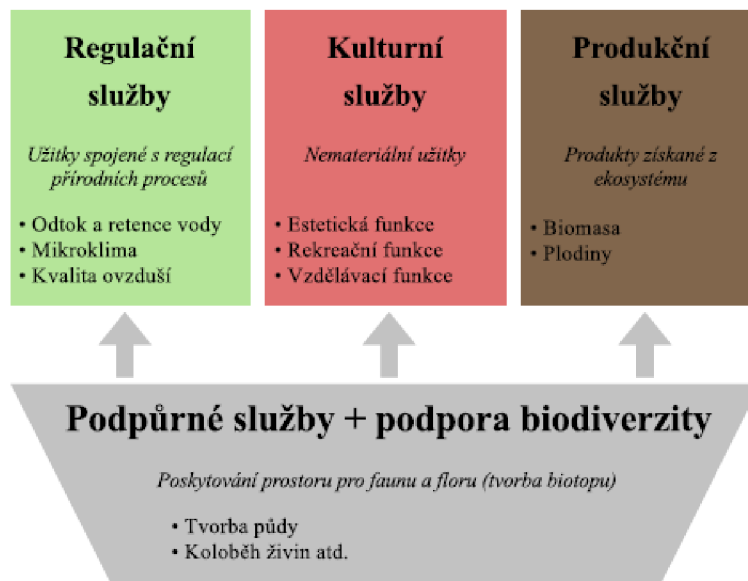 Regulační
služby
Užitky spojené s regulací
přírodních procesů
• Odtok a retence vody
• Mikroklima
• Kvalita ovzduší
Kulturní
služby
Nemateriální užitky
• Estetická funkce
• Rekreační funkce
• Vzdělávací funkce
Produkční
služby
Produkty získané z
ekosystému
• Biomasa
• Plodiny
Podpůrné služby + podpora biodiverzity
Poskytování prostoru pro faunu a floru (tvorba biotopu)
• Tvorba půdy
• Koloběh živin atd.